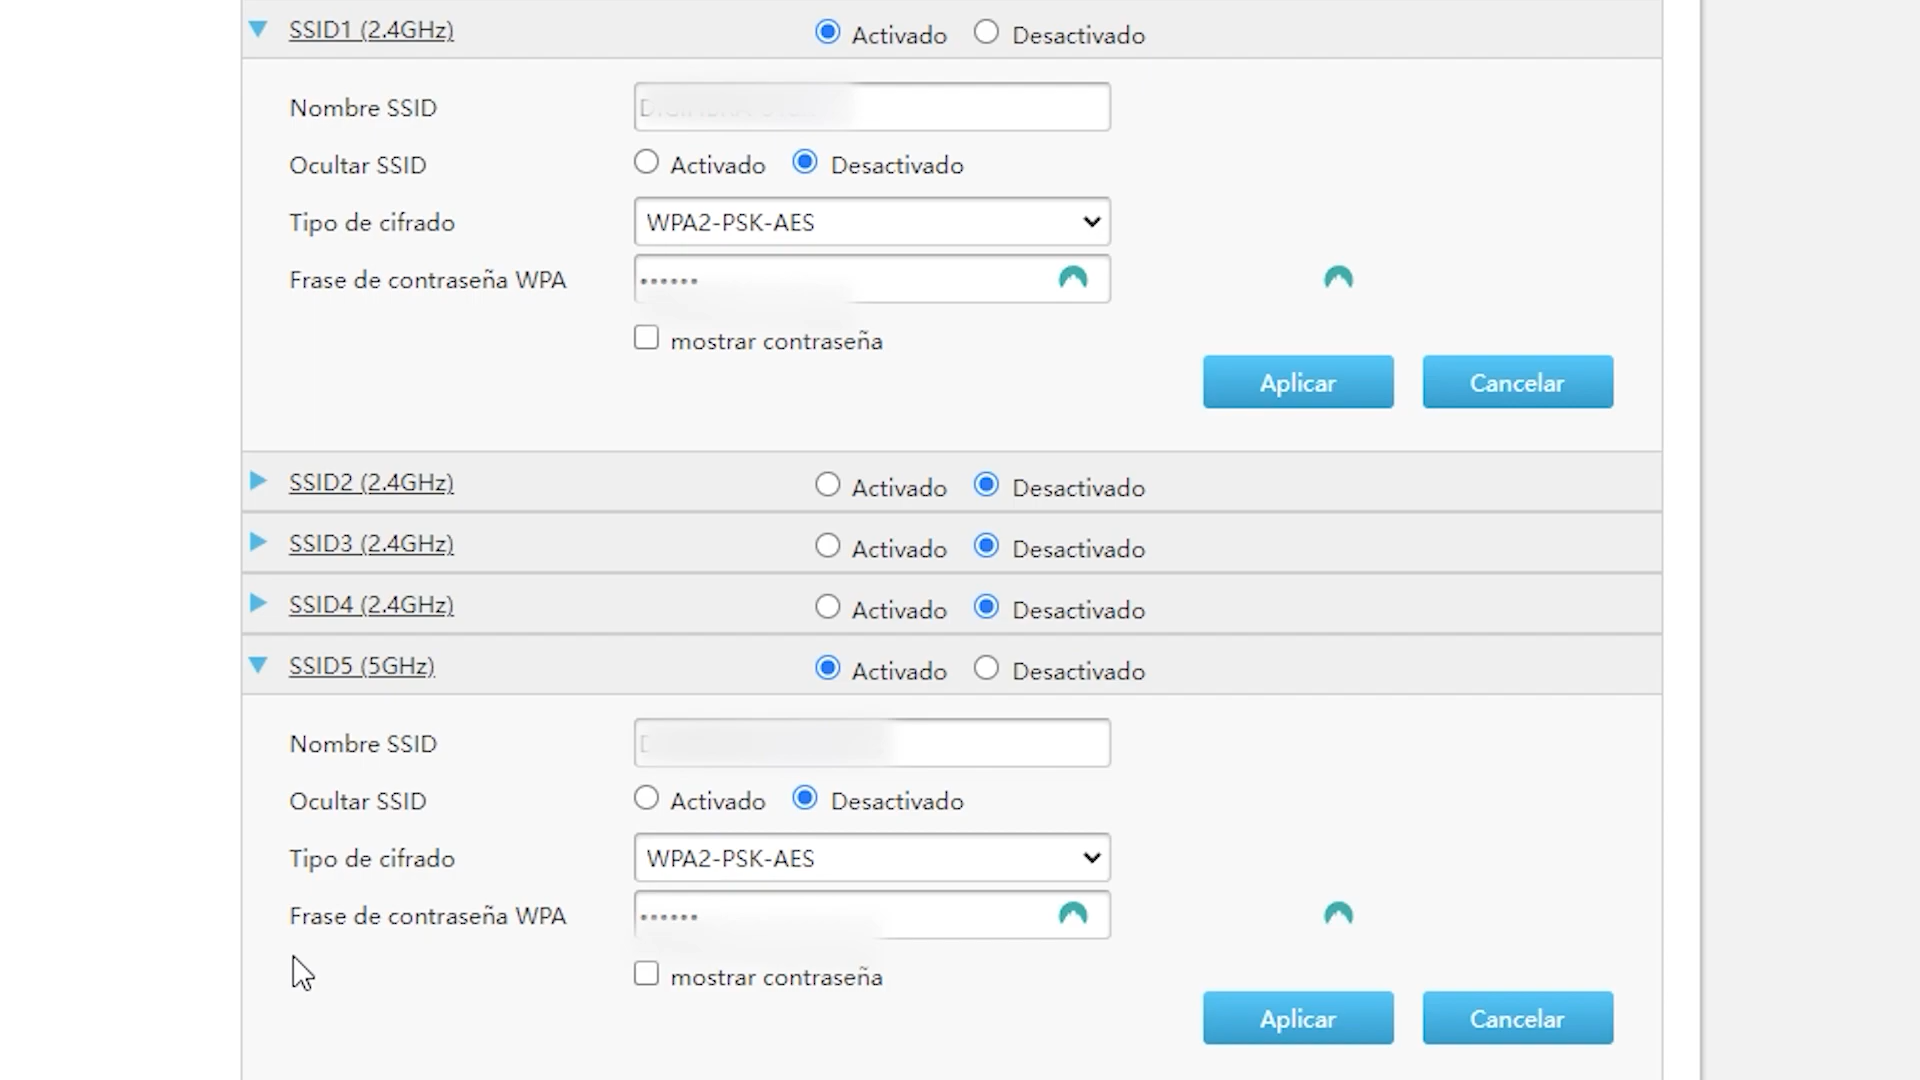 SSID1 (2.4GHz) Activado Desactivado
Nombre SSID
Ocultar SSID Activado Desactivado
Tipo de cifrado WPA2-PSK-AES
Frase de contraseña WPA ••••••
mostrar contraseña
Aplicar Cancelar
SSID2 (2.4GHz) Activado Desactivado
SSID3 (2.4GHz) Activado Desactivado
SSID4 (2.4GHz) Activado Desactivado
SSID5 (5GHz) Activado Desactivado
Nombre SSID
Ocultar SSID Activado Desactivado
Tipo de cifrado WPA2-PSK-AES
Frase de contraseña WPA ••••••
mostrar contraseña
Aplicar Cancelar